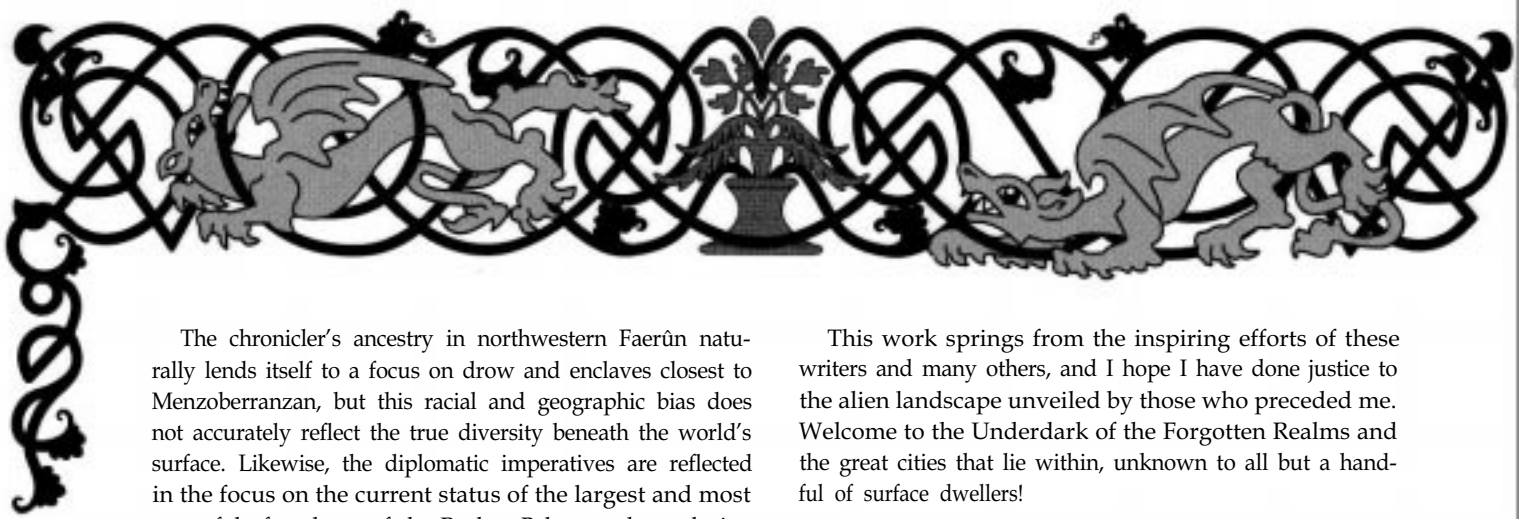 The chronicler’s ancestry in northwestern Faerûn natu-
rally lends itself to a focus on drow and enclaves closest to
Menzoberranzan, but this racial and geographic bias does
not accurately reflect the true diversity beneath the world’s
surface. Likewise, the diplomatic imperatives are reflected
in the focus on the current status of the largest and most
This work springs from the inspiring efforts of these
writers and many others, and I hope I have done justice to
the alien landscape unveiled by those who preceded me.
Welcome to the Underdark of the Forgotten Realms and
the great cities that lie within, unknown to all but a hand-
ful of surface dwellers!